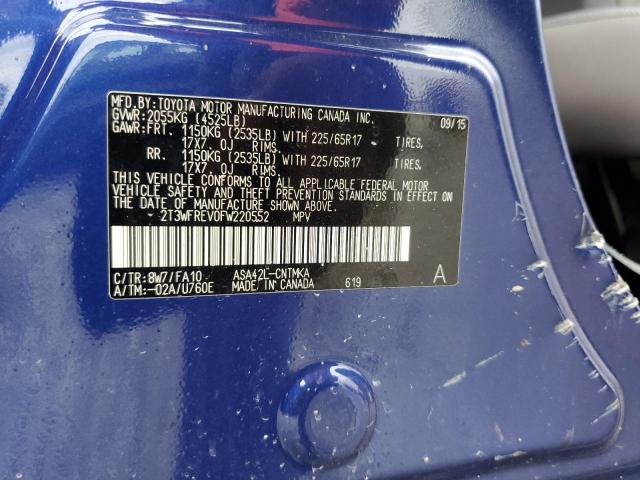 MFD.BY:TOYOTA MOTOR MANUFACTURING CANADA INC.
GVWR:2055KG (4525LB) 09/15
GAWR:FRT. 1150KG (2535LB) WITH 225/65R17 TIRES,
17X7.0J RIMS.
RR. 1150KG (2535LB) WITH 225/65R17 TIRES,
17X7.0J RIMS.
THIS VEHICLE CONFORMS TO ALL APPLICABLE FEDERAL MOTOR
VEHICLE SAFETY AND THEFT PREVENTION STANDARDS IN EFFECT ON
THE DATE OF MANUFACTURE SHOWN ABOVE.
2T3WFREV0FW220552 MPV
C/TR:8W7/FA10 ASA42L-CNTMKA
A/TM:-02A/U760E MADE IN CANADA 619 A